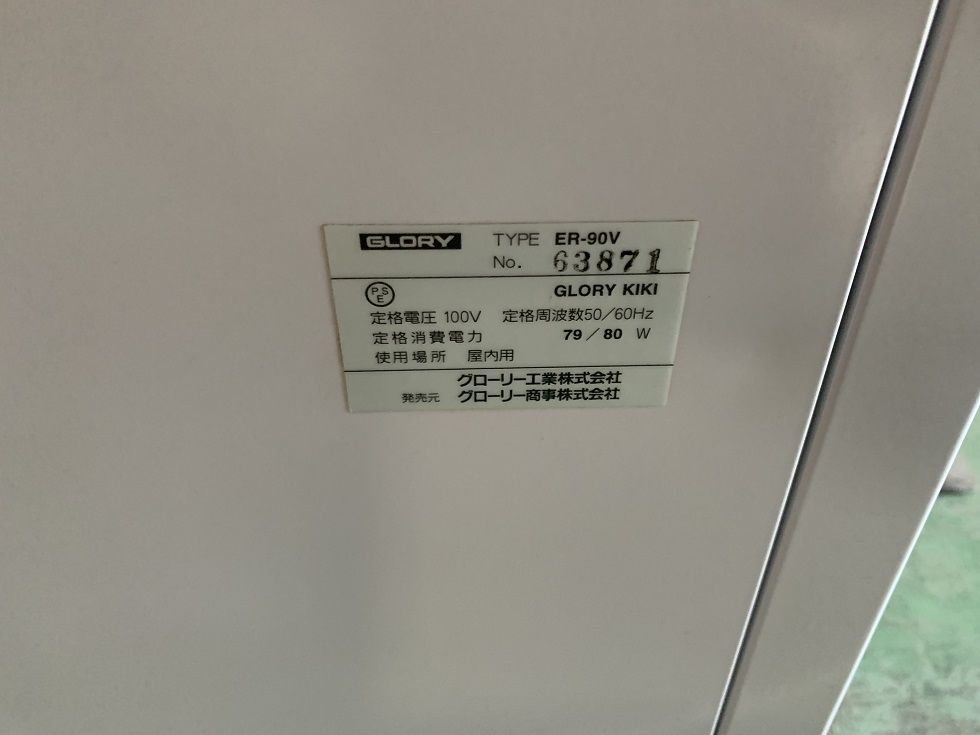 GLORY TYPE ER-90V
No. 63871
PSE GLORY KIKI
定格電圧 100V 定格周波数50/60Hz
定格消費電力 79/80 W
使用場所 屋内用
グローリー工業株式会社
発売元 グローリー商事株式会社